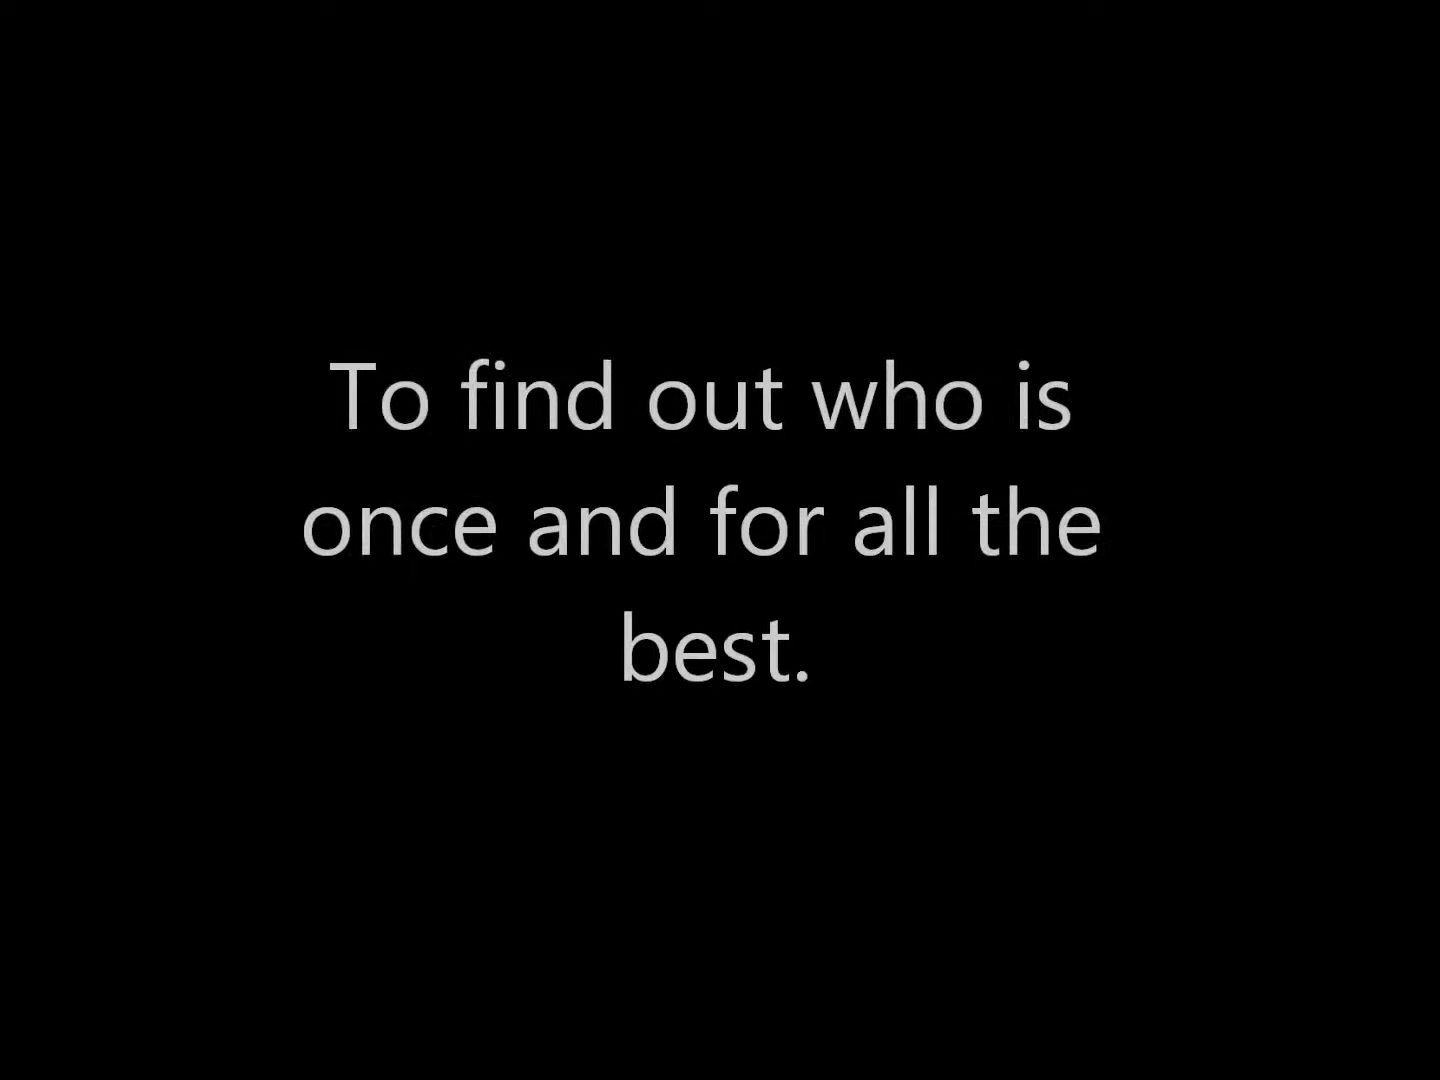 To find out who is
once and for all the
best.